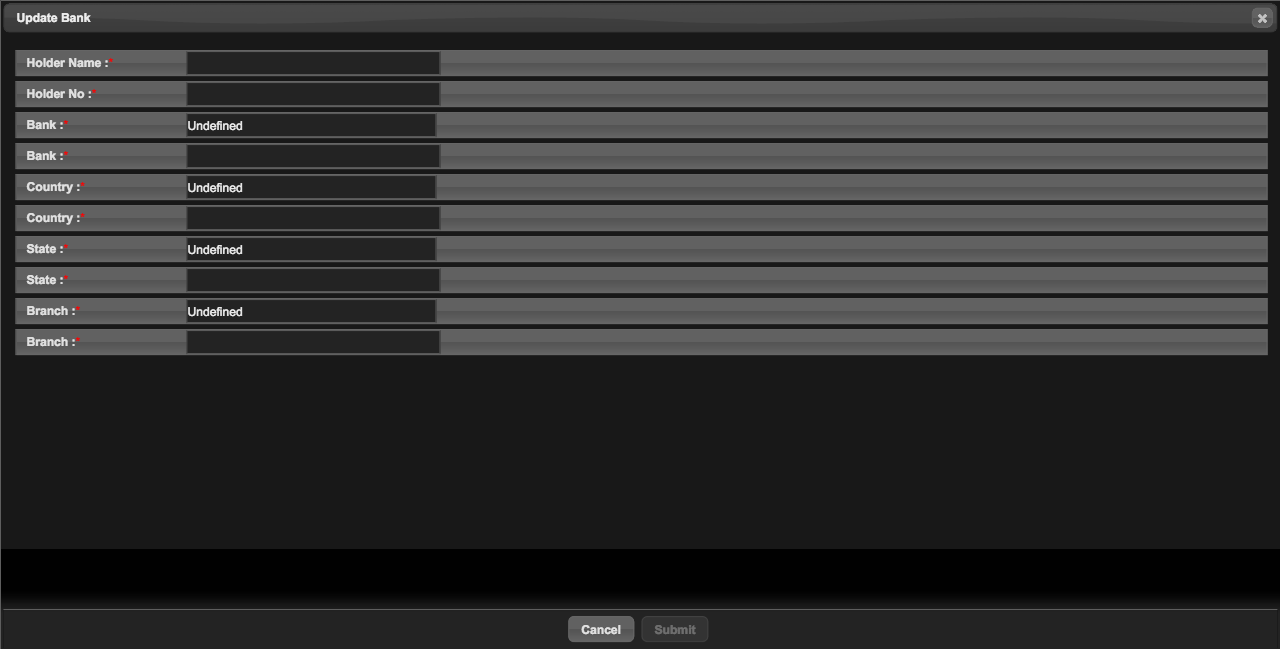 Update Bank
Holder Name :*
Holder No :*
Bank :* Undefined
Bank :*
Country :* Undefined
Country :*
State :* Undefined
State :*
Branch :* Undefined
Branch :*
Cancel Submit